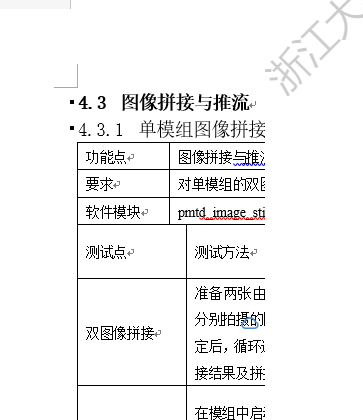 浙江大
4.3 图像拼接与推流
4.3.1 单模组图像拼接
功能点 图像拼接与推
要求 对单模组的双
软件模块 pmtd_image_sti
测试点 测试方法
双图像拼接 准备两张由
分别拍摄的
定后，循环
接结果及拼
在模组中启